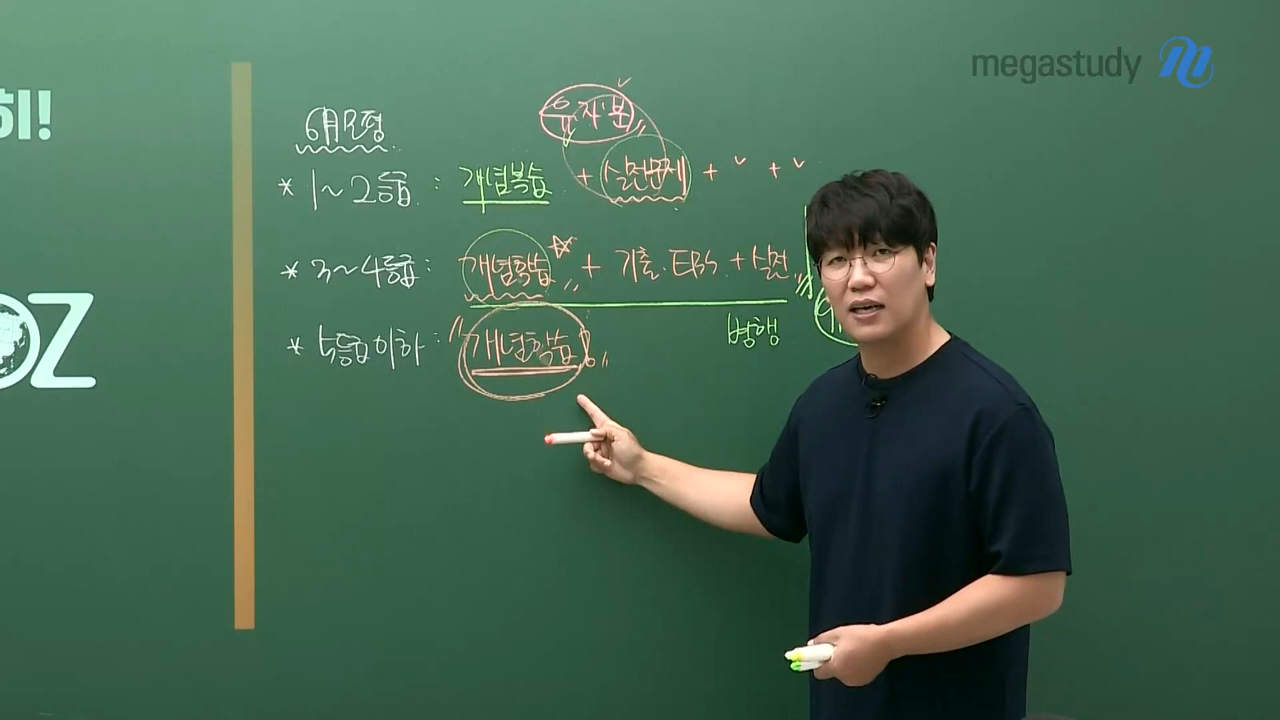 히!
OZ
megastudy
6月모평
윤자분
* 1~2등급 : 개념복습 + 실전문제 + ✓ + ✓
* 3~4등급 : 개념학습 ☆ + 기출·EBS + 실전
병행
* 5등급이하 : "개념학습!"